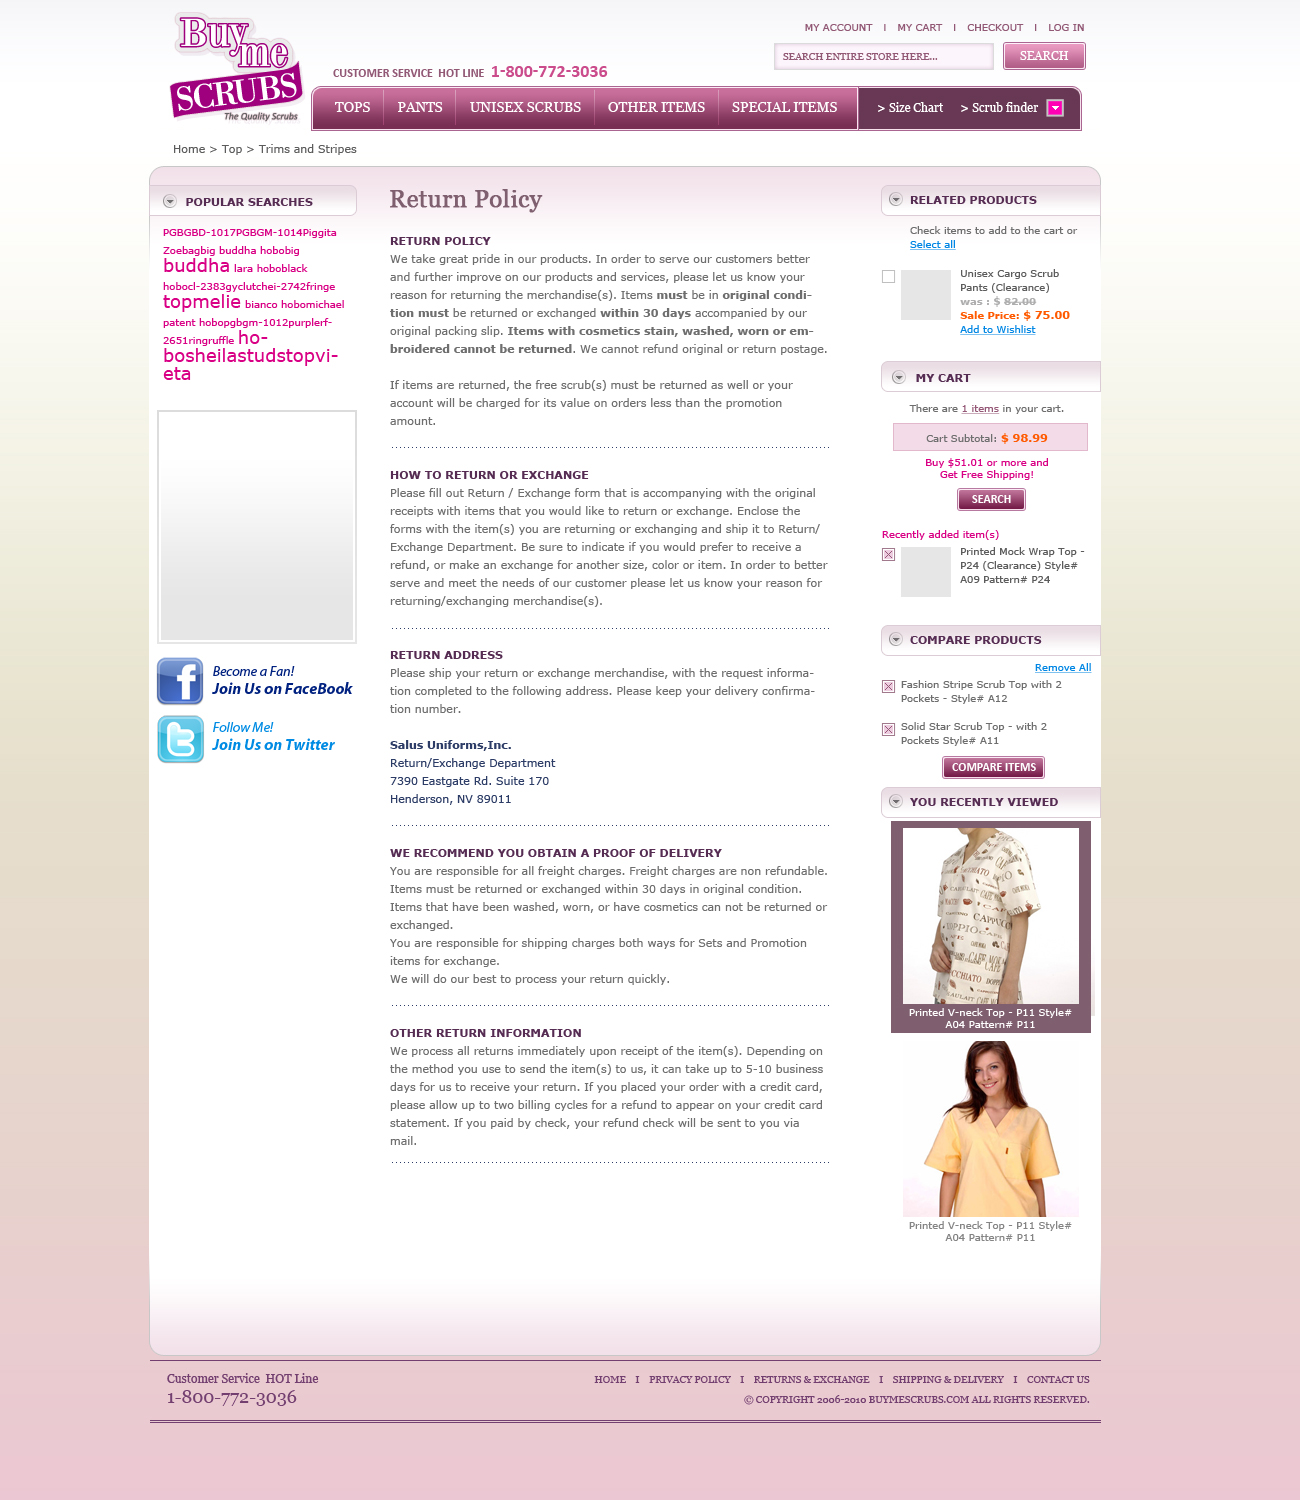 Buy me
SCRUBS
The Quality Scrubs
CUSTOMER SERVICE HOT LINE 1-800-772-3036
MY ACCOUNT I MY CART I CHECKOUT I LOG IN
SEARCH ENTIRE STORE HERE... SEARCH
TOPS PANTS UNISEX SCRUBS OTHER ITEMS SPECIAL ITEMS > Size Chart > Scrub finder
Home > Top > Trims and Stripes
POPULAR SEARCHES
PGBGBD-1017PGBGM-1014Piggita
Zoebagbig buddha hobobig
buddha lara hoboblack
hobocl-2383gyclutchei-2742fringe
topmelie bianco hobomichael
patent hobopgbgm-1012purplerf-
2651ringruffle ho-
bosheilastudstopvi-
eta
Become a Fan!
Join Us on FaceBook
Follow Me!
Join Us on Twitter
Return Policy
RETURN POLICY
We take great pride in our products. In order to serve our customers better
and further improve on our products and services, please let us know your
reason for returning the merchandise(s). Items must be in original condi-
tion must be returned or exchanged within 30 days accompanied by our
original packing slip. Items with cosmetics stain, washed, worn or em-
broidered cannot be returned. We cannot refund original or return postage.
If items are returned, the free scrub(s) must be returned as well or your
account will be charged for its value on orders less than the promotion
amount.
HOW TO RETURN OR EXCHANGE
Please fill out Return / Exchange form that is accompanying with the original
receipts with items that you would like to return or exchange. Enclose the
forms with the item(s) you are returning or exchanging and ship it to Return/
Exchange Department. Be sure to indicate if you would prefer to receive a
refund, or make an exchange for another size, color or item. In order to better
serve and meet the needs of our customer please let us know your reason for
returning/exchanging merchandise(s).
RETURN ADDRESS
Please ship your return or exchange merchandise, with the request informa-
tion completed to the following address. Please keep your delivery confirma-
tion number.
Salus Uniforms,Inc.
Return/Exchange Department
7390 Eastgate Rd. Suite 170
Henderson, NV 89011
WE RECOMMEND YOU OBTAIN A PROOF OF DELIVERY
You are responsible for all freight charges. Freight charges are non refundable.
Items must be returned or exchanged within 30 days in original condition.
Items that have been washed, worn, or have cosmetics can not be returned or
exchanged.
You are responsible for shipping charges both ways for Sets and Promotion
items for exchange.
We will do our best to process your return quickly.
OTHER RETURN INFORMATION
We process all returns immediately upon receipt of the item(s). Depending on
the method you use to send the item(s) to us, it can take up to 5-10 business
days for us to receive your return. If you placed your order with a credit card,
please allow up to two billing cycles for a refund to appear on your credit card
statement. If you paid by check, your refund check will be sent to you via
mail.
RELATED PRODUCTS
Check items to add to the cart or
Select all
Unisex Cargo Scrub
Pants (Clearance)
was : $ 82.00
Sale Price: $ 75.00
Add to Wishlist
MY CART
There are 1 items in your cart.
Cart Subtotal: $ 98.99
Buy $51.01 or more and
Get Free Shipping!
SEARCH
Recently added item(s)
Printed Mock Wrap Top -
P24 (Clearance) Style#
A09 Pattern# P24
COMPARE PRODUCTS
Remove All
Fashion Stripe Scrub Top with 2
Pockets - Style# A12
Solid Star Scrub Top - with 2
Pockets Style# A11
COMPARE ITEMS
YOU RECENTLY VIEWED
Printed V-neck Top - P11 Style#
A04 Pattern# P11
Printed V-neck Top - P11 Style#
A04 Pattern# P11
Customer Service HOT Line
1-800-772-3036
HOME I PRIVACY POLICY I RETURNS & EXCHANGE I SHIPPING & DELIVERY I CONTACT US
© COPYRIGHT 2006-2010 BUYMESCRUBS.COM ALL RIGHTS RESERVED.